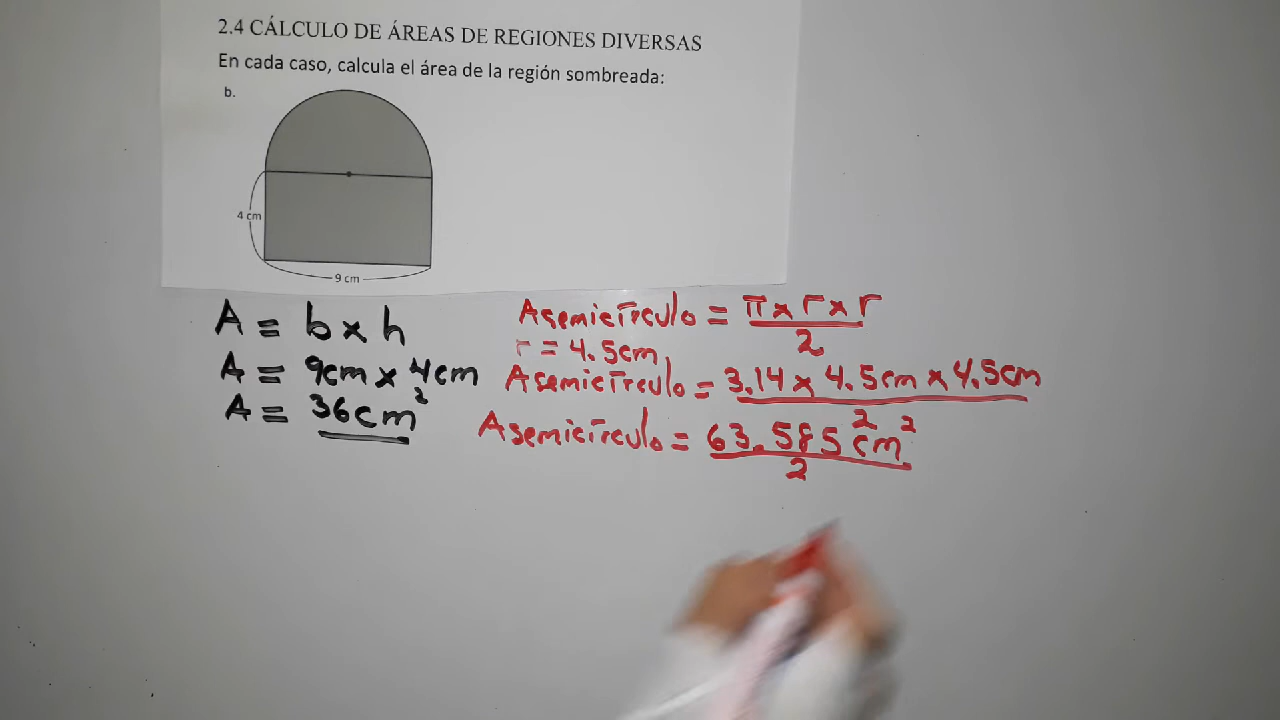 2.4 CÁLCULO DE ÁREAS DE REGIONES DIVERSAS
En cada caso, calcula el área de la región sombreada:
b.
4 cm
9 cm
A = b x h
A = 9cm x 4cm
A = 36cm²
Asemicírculo = π x r x r / 2
r = 4.5cm
Asemicírculo = 3.14 x 4.5cm x 4.5cm / 2
Asemicírculo = 63.585cm² / 2